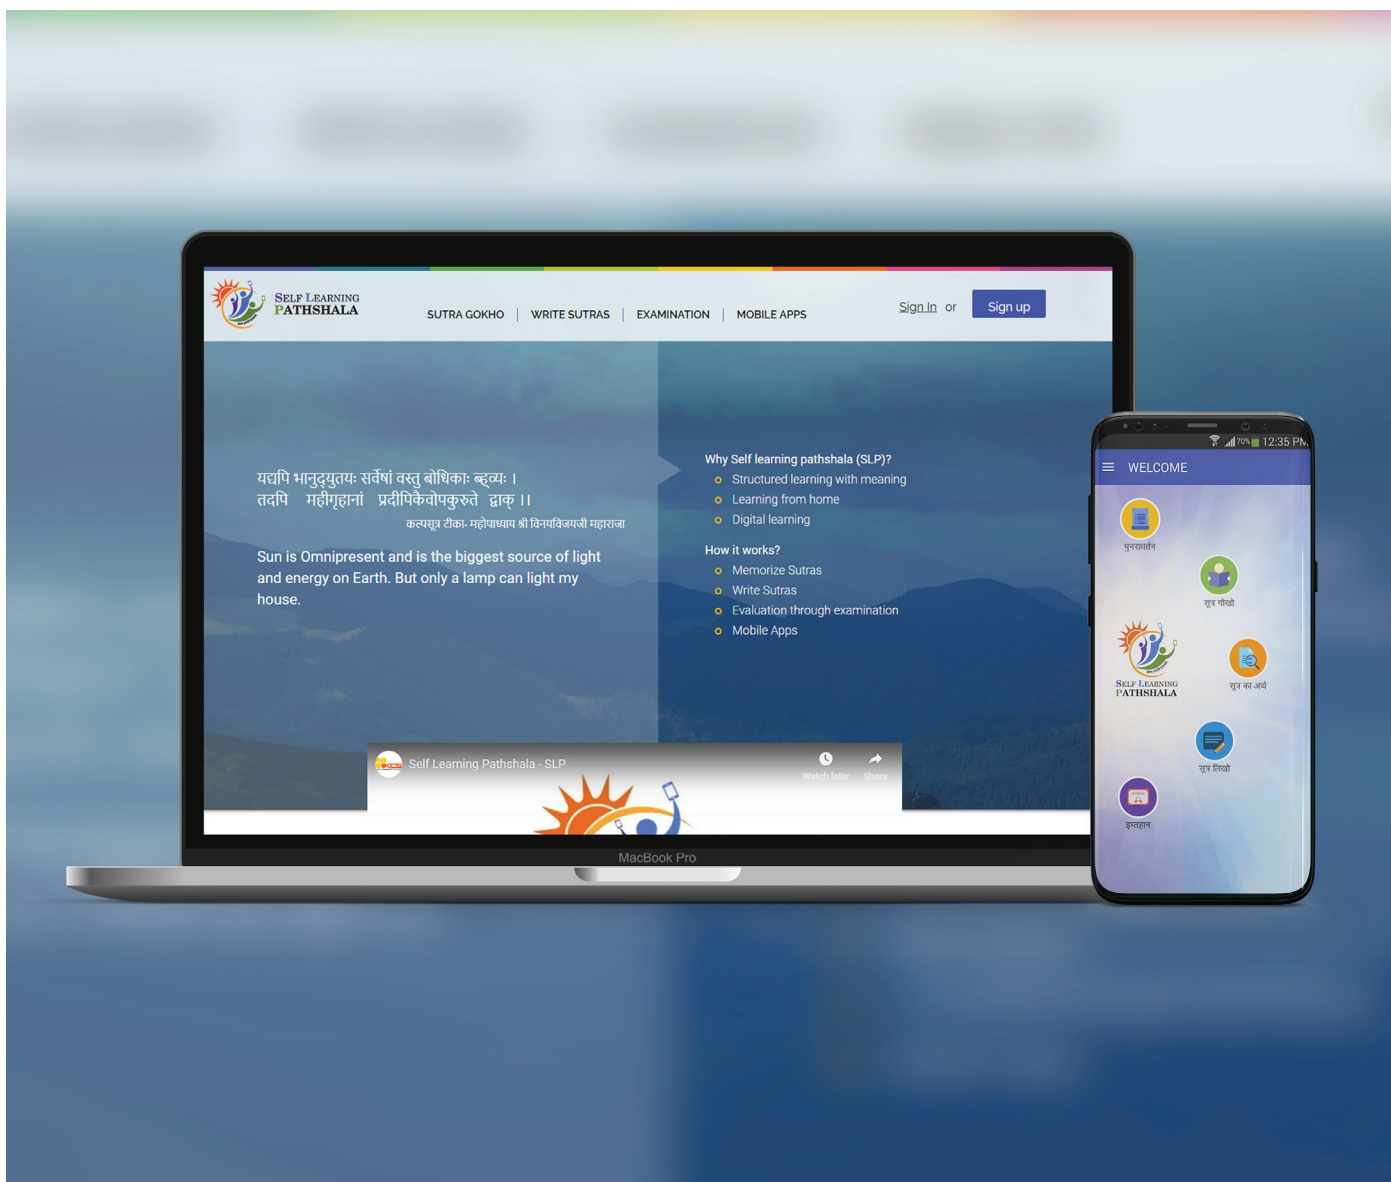 SELF LEARNING
PATHSHALA
SUTRA GOKHO
WRITE SUTRAS
EXAMINATION
MOBILE APPS
Sign In or Sign up
यद्यपि भानुद्युतयः सर्वेषां वस्तु बोधिकाः
तदपि महीगृहानां प्रदीपिकैवोपकुरुते द्राक् ।।
कल्पसूत्र टीका- महोपाध्याय श्री विनयविजयजी महाराजा
Sun is Omnipresent and is the biggest source of light
and energy on Earth. But only a lamp can light my
house.
Why Self learning pathshala (SLP)?
Structured learning with meaning
Learning from home
Digital learning
How it works?
Memorize Sutras
Write Sutras
Evaluation through examination
Mobile Apps
KCS
Self Learning Pathshala - SLP
Watch later
Share
MacBook Pro
70% 12:35 PM
WELCOME
पुनरावर्तन
सूत्र गोखो
SELF LEARNING
PATHSHALA
सूत्र का अर्थ
सूत्र लिखो
इम्तहान